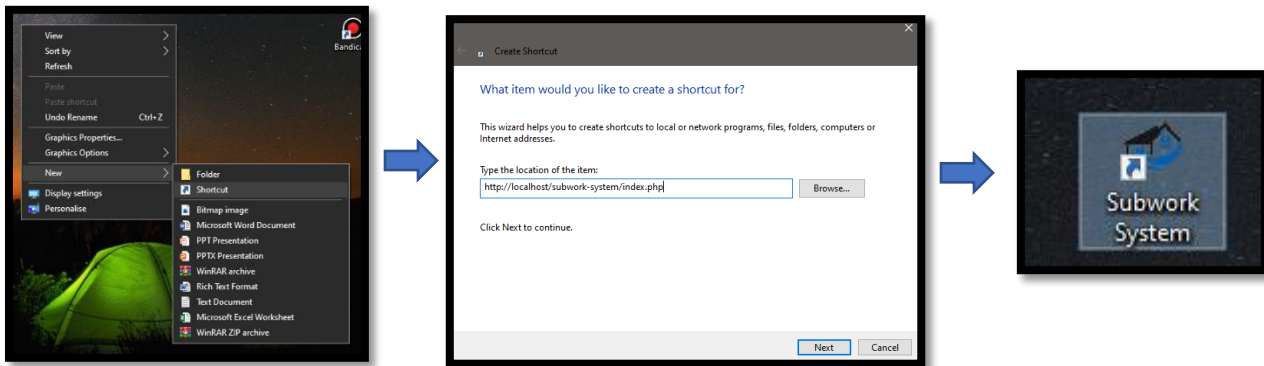 View
Sort by
Refresh
Paste
Paste shortcut
Undo Rename Ctrl+Z
Graphics Properties...
Graphics Options
New
Display settings
Personalise
Folder
Shortcut
Bitmap image
Microsoft Word Document
PPT Presentation
PPTX Presentation
WinRAR archive
Rich Text Format
Text Document
Microsoft Excel Worksheet
WinRAR ZIP archive
Create Shortcut
What item would you like to create a shortcut for?
This wizard helps you to create shortcuts to local or network programs, files, folders, computers or
Internet addresses.
Type the location of the item:
http://localhost/subwork-system/index.php
Browse...
Click Next to continue.
Next Cancel
Subwork
System